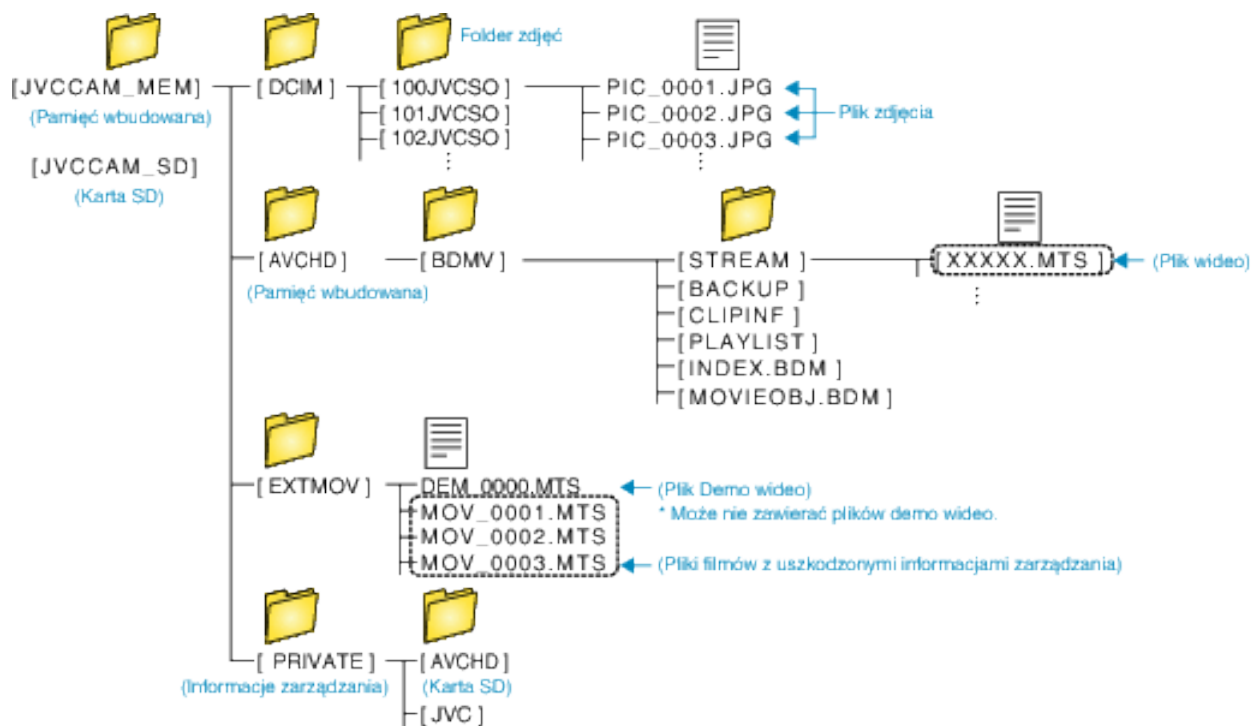 Folder zdjęć
[JVCCAM_MEM]
(Pamięć wbudowana)
[JVCCAM_SD]
(Karta SD)
[DCIM]
[100JVCSO]
[101JVCSO]
[102JVCSO]
PIC_0001.JPG
PIC_0002.JPG
PIC_0003.JPG
Plik zdjęcia
[AVCHD]
(Pamięć wbudowana)
[BDMV]
[STREAM]
[BACKUP]
[CLIPINF]
[PLAYLIST]
[INDEX.BDM]
[MOVIEOBJ.BDM]
[XXXXX.MTS]
(Plik wideo)
[EXTMOV]
DEM_0000.MTS
(Plik Demo wideo)
* Może nie zawierać plików demo wideo.
MOV_0001.MTS
MOV_0002.MTS
MOV_0003.MTS
(Pliki filmów z uszkodzonymi informacjami zarządzania)
[PRIVATE]
(Informacje zarządzania)
[AVCHD]
(Karta SD)
[JVC]